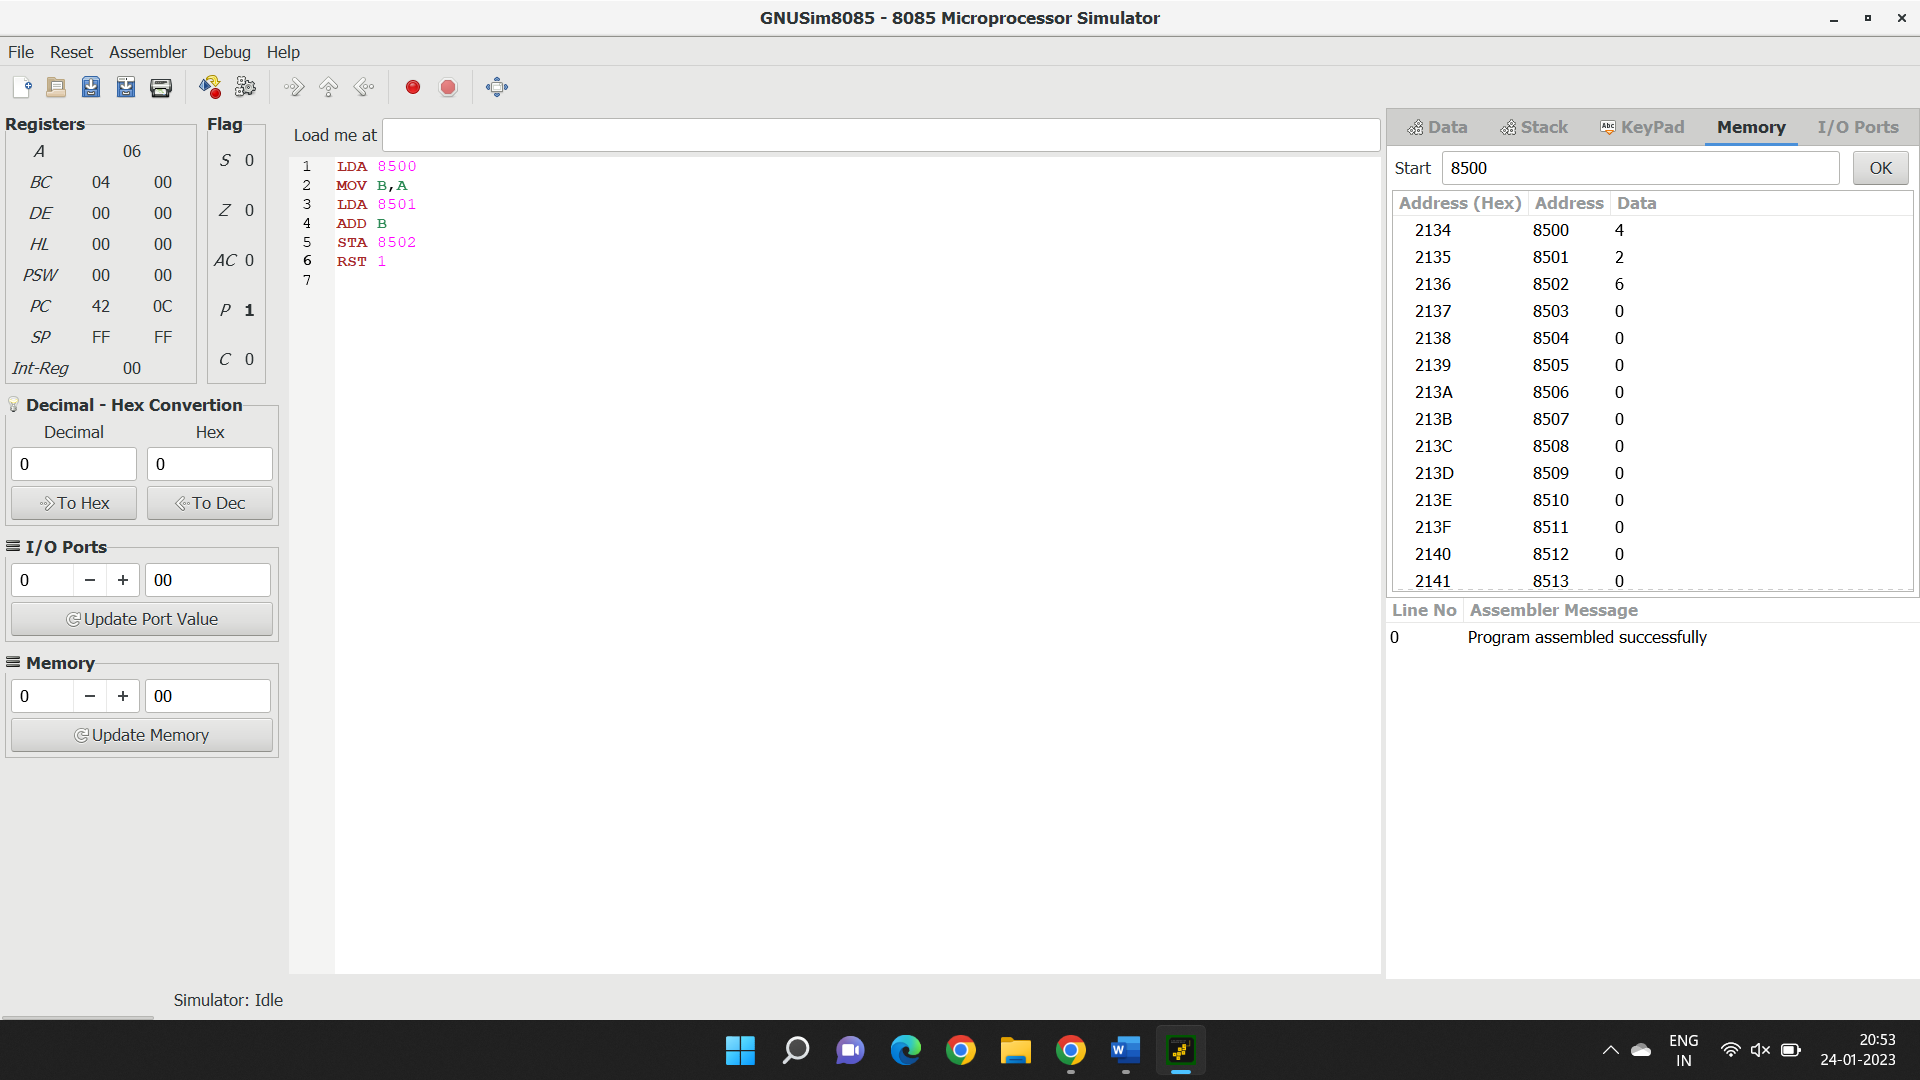 GNUSim8085 - 8085 Microprocessor Simulator
File Reset Assembler Debug Help
Registers
A 06
BC 04 00
DE 00 00
HL 00 00
PSW 00 00
PC 42 0C
SP FF FF
Int-Reg 00
Flag
S 0
Z 0
AC 0
P 1
C 0
Decimal - Hex Convertion
Decimal Hex
0 0
To Hex To Dec
I/O Ports
0 − + 00
Update Port Value
Memory
0 − + 00
Update Memory
Load me at
1 LDA 8500
2 MOV B,A
3 LDA 8501
4 ADD B
5 STA 8502
6 RST 1
7
Data Stack Abc KeyPad Memory I/O Ports
Start 8500 OK
Address (Hex) Address Data
2134 8500 4
2135 8501 2
2136 8502 6
2137 8503 0
2138 8504 0
2139 8505 0
213A 8506 0
213B 8507 0
213C 8508 0
213D 8509 0
213E 8510 0
213F 8511 0
2140 8512 0
2141 8513 0
Line No Assembler Message
0 Program assembled successfully
Simulator: Idle
W
ENG
IN
20:53
24-01-2023